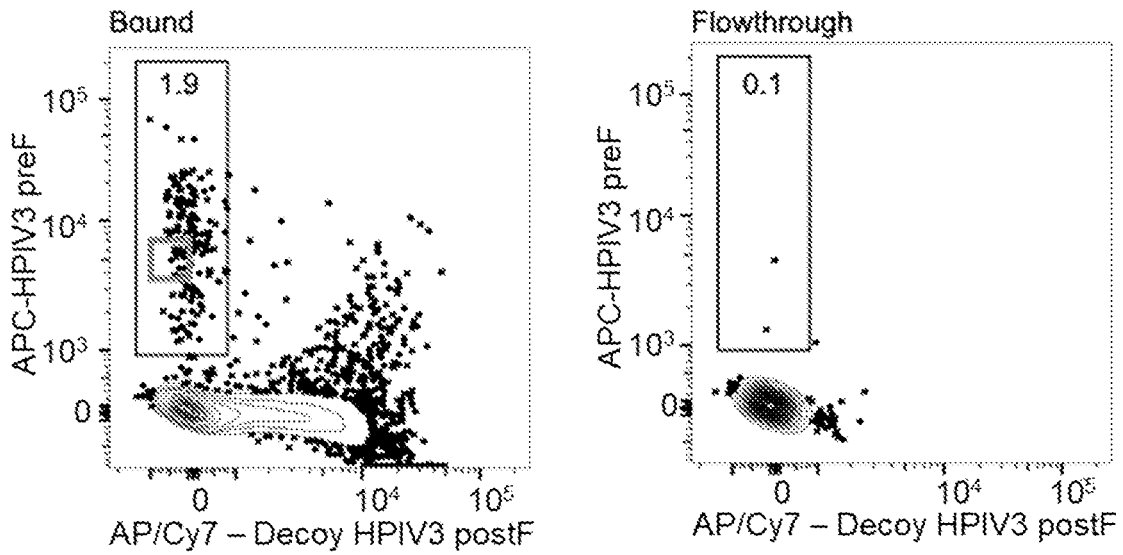 Bound
1.9
10⁵
10⁴
10³
0
APC-HPIV3 preF
0
10⁴
10⁵
AP/Cy7 – Decoy HPIV3 postF
Flowthrough
0.1
10⁵
10⁴
10³
0
APC-HPIV3 preF
0
10⁴
10⁵
AP/Cy7 – Decoy HPIV3 postF